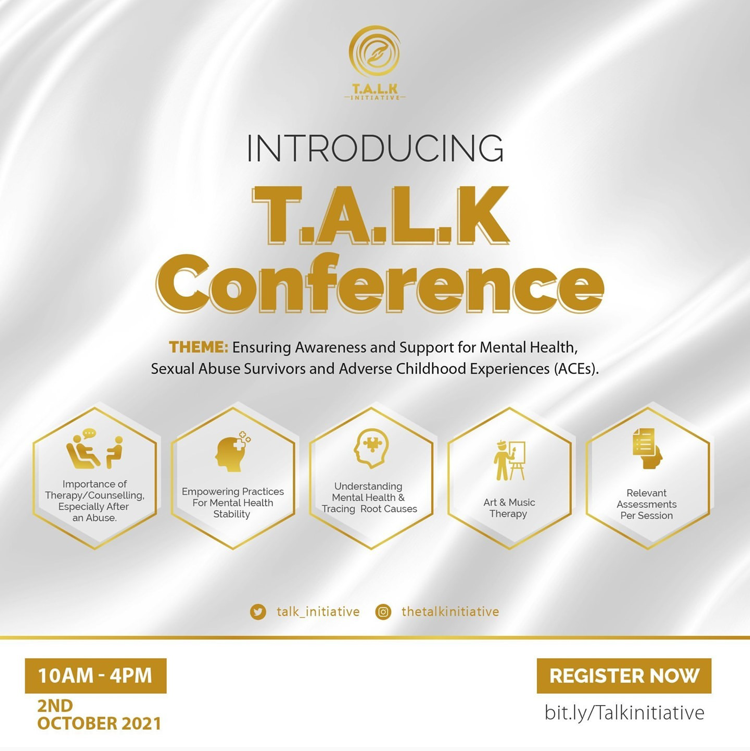 T.A.L.K
INITIATIVE
INTRODUCING
T.A.L.K
Conference
THEME: Ensuring Awareness and Support for Mental Health,
Sexual Abuse Survivors and Adverse Childhood Experiences (ACEs).
Importance of
Therapy/Counselling,
Especially After
an Abuse.
Empowering Practices
For Mental Health
Stability
Understanding
Mental Health &
Tracing Root Causes
Art & Music
Therapy
Relevant
Assessments
Per Session
talk_initiative
thetalkinitiative
10AM - 4PM
2ND
OCTOBER 2021
REGISTER NOW
bit.ly/Talkinitiative